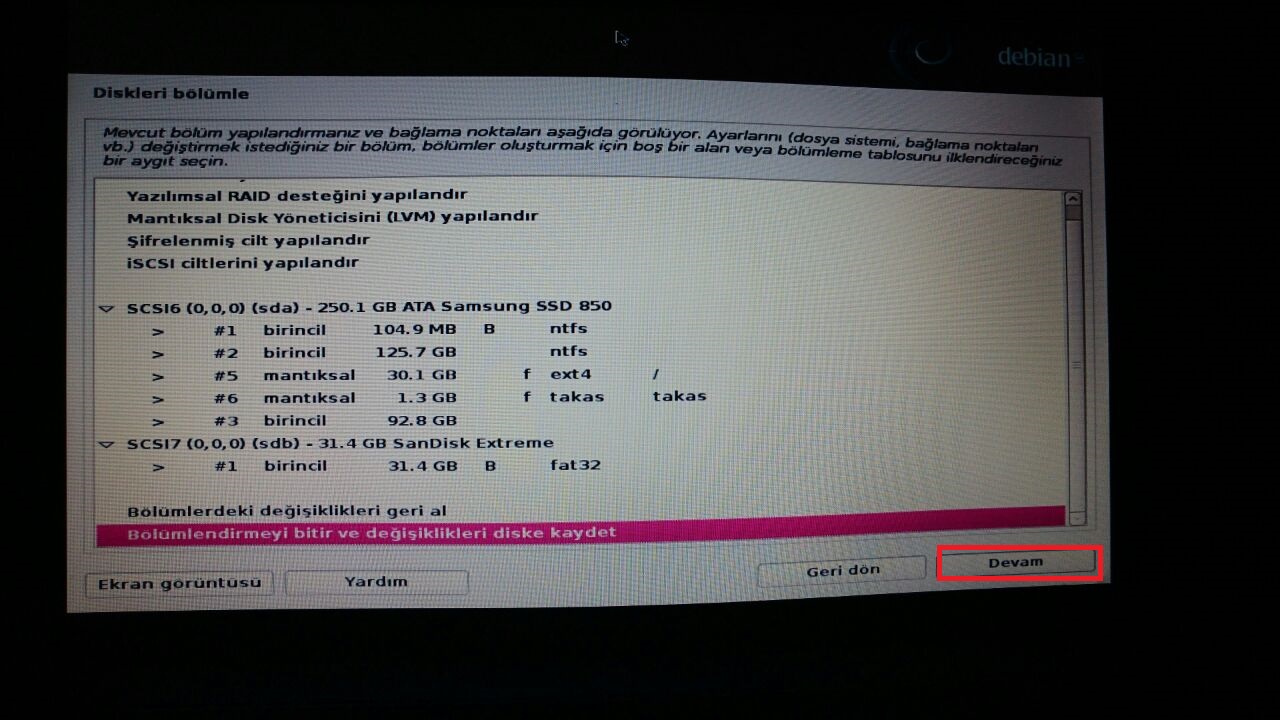 debian
Diskleri bölümle
Mevcut bölüm yapılandırmanız ve bağlama noktaları aşağıda görülüyor. Ayarlarını (dosya sistemi, bağlama noktaları
vb.) değiştirmek istediğiniz bir bölüm, bölümler oluşturmak için boş bir alan veya bölümleme tablosunu ilklendireceğiniz
bir aygıt seçin.
Yazılımsal RAID desteğini yapılandır
Mantıksal Disk Yöneticisini (LVM) yapılandır
Şifrelenmiş cilt yapılandır
iSCSI ciltlerini yapılandır
SCSI6 (0,0,0) (sda) - 250.1 GB ATA Samsung SSD 850
> #1 birincil 104.9 MB B ntfs
> #2 birincil 125.7 GB ntfs
> #5 mantıksal 30.1 GB f ext4 /
> #6 mantıksal 1.3 GB f takas takas
> #3 birincil 92.8 GB
SCSI7 (0,0,0) (sdb) - 31.4 GB SanDisk Extreme
> #1 birincil 31.4 GB B fat32
Bölümlerdeki değişiklikleri geri al
Bölümlendirmeyi bitir ve değişiklikleri diske kaydet
Ekran görüntüsü Yardım Geri dön Devam